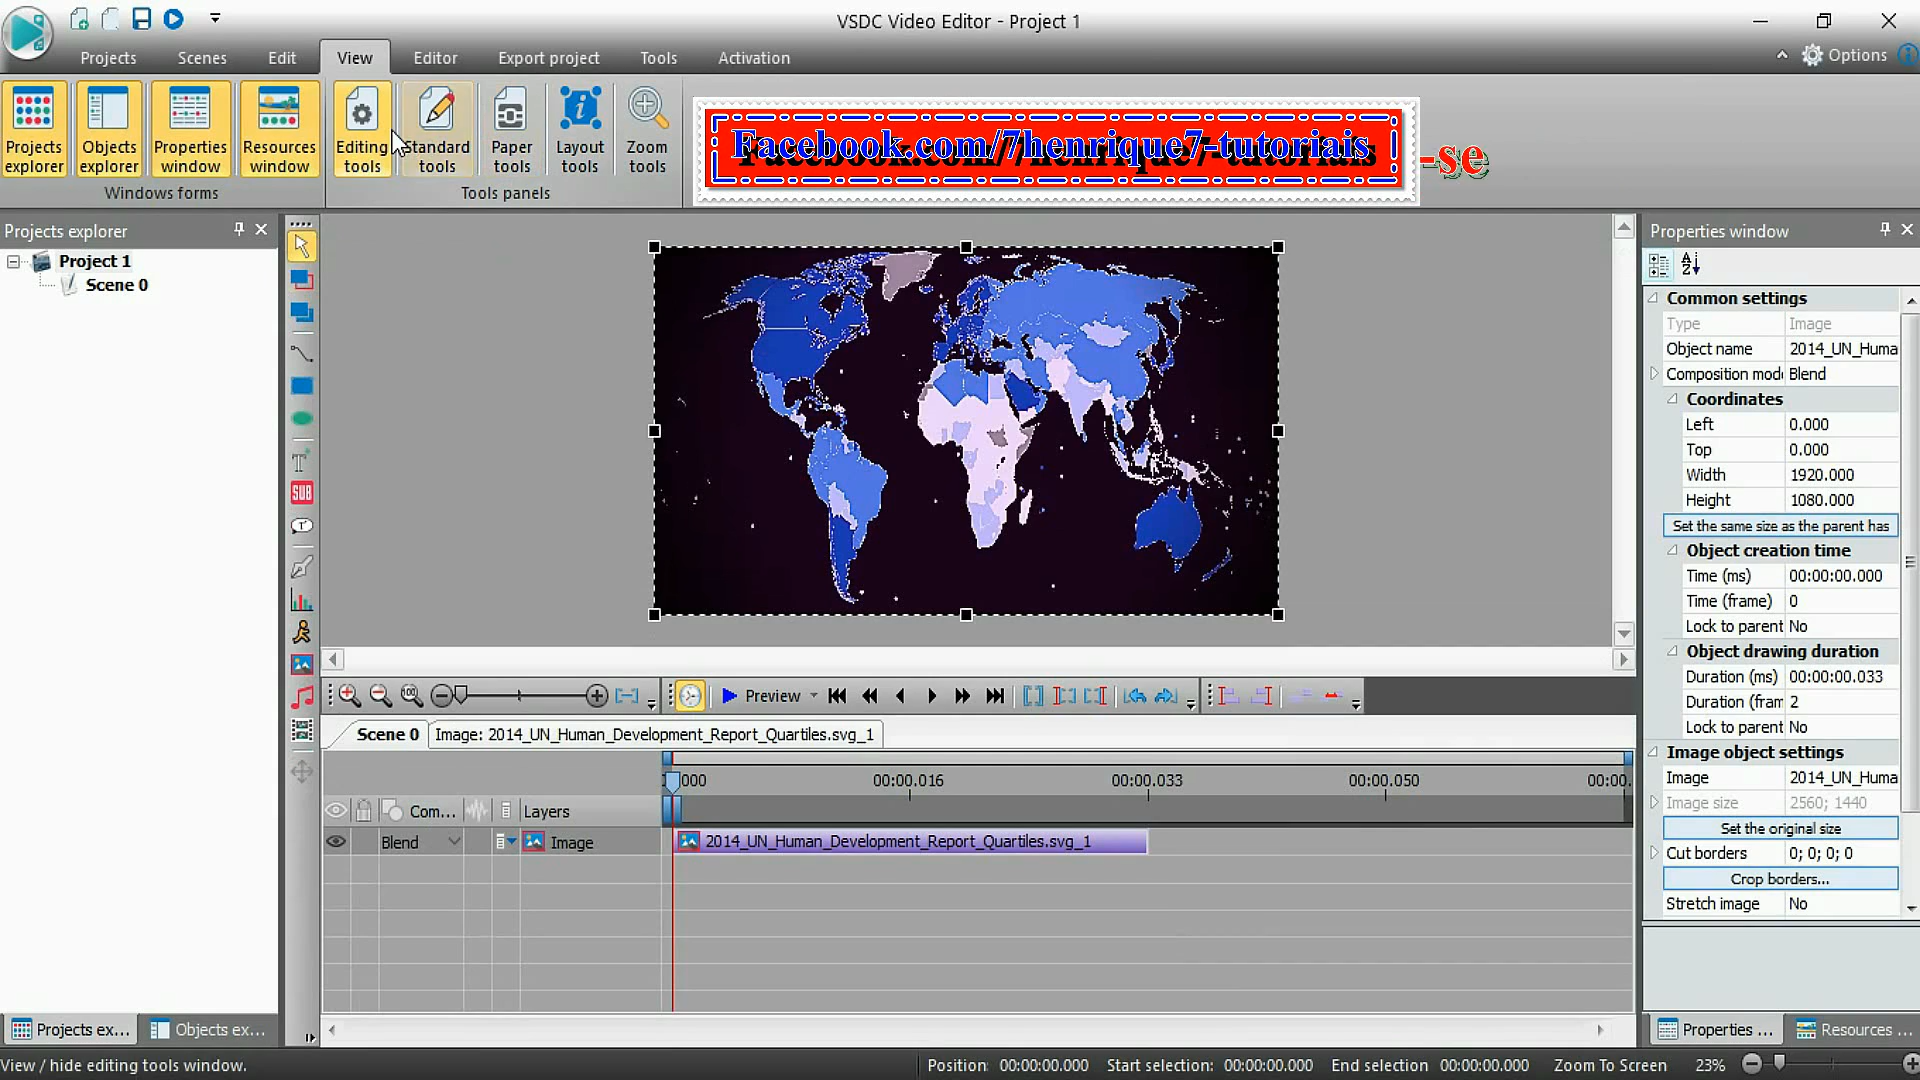 VSDC Video Editor - Project 1
Projects Scenes Edit View Editor Export project Tools Activation Options
Projects explorer
Objects explorer
Properties window
Resources window
Editing tools
Standard tools
Paper tools
Layout tools
Zoom tools
Windows forms
Tools panels
Facebook.com/7henrique7-tutoriais
-se
Projects explorer
Project 1
Scene 0
T
SUB
T
100
Preview
Scene 0
Image: 2014_UN_Human_Development_Report_Quartiles.svg_1
000 00:00.016 00:00.033 00:00.050 00:00.
Com... Layers
Blend Image 2014_UN_Human_Development_Report_Quartiles.svg_1
Properties window
Common settings
Type Image
Object name 2014_UN_Huma
Composition mod Blend
Coordinates
Left 0.000
Top 0.000
Width 1920.000
Height 1080.000
Set the same size as the parent has
Object creation time
Time (ms) 00:00:00.000
Time (frame) 0
Lock to parent No
Object drawing duration
Duration (ms) 00:00:00.033
Duration (fram 2
Lock to parent No
Image object settings
Image 2014_UN_Huma
Image size 2560; 1440
Set the original size
Cut borders 0; 0; 0; 0
Crop borders...
Stretch image No
Projects ex... Objects ex...
Properties ... Resources ...
View / hide editing tools window.
Position: 00:00:00.000 Start selection: 00:00:00.000 End selection 00:00:00.000 Zoom To Screen 23%